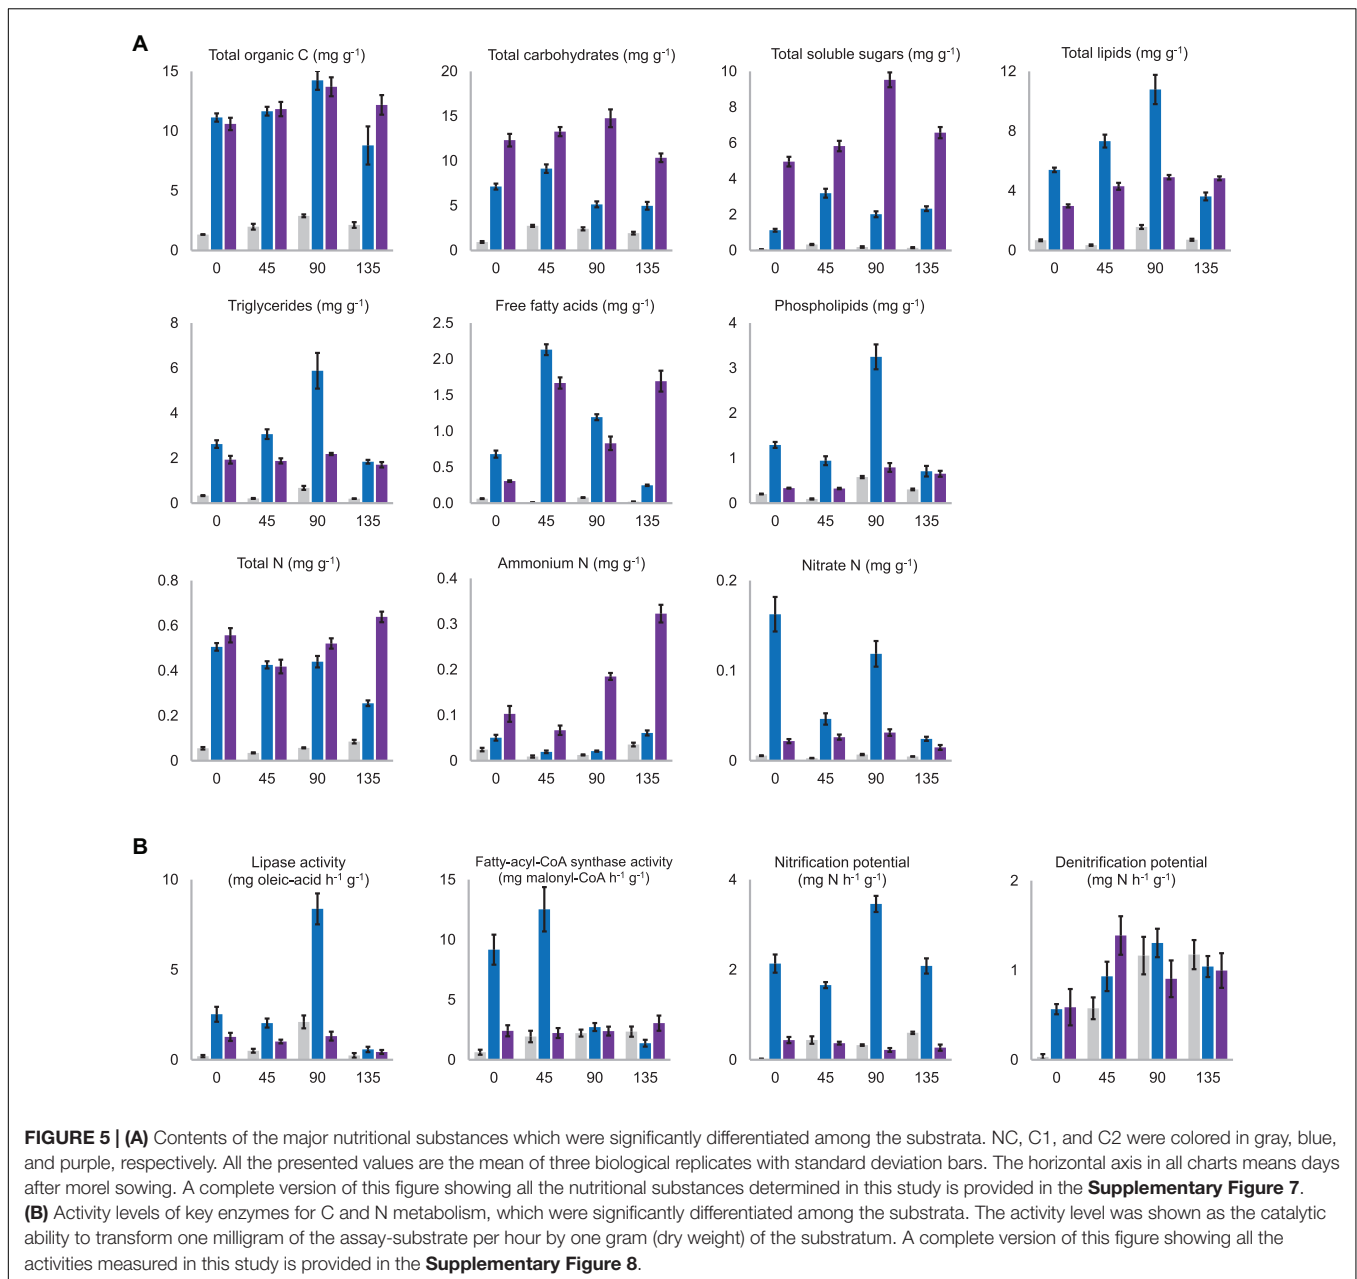 A
Total organic C (mg g⁻¹)
15
10
5
0
0 45 90 135
Total carbohydrates (mg g⁻¹)
20
15
10
5
0
0 45 90 135
Total soluble sugars (mg g⁻¹)
10
8
6
4
2
0
0 45 90 135
Total lipids (mg g⁻¹)
12
8
4
0
0 45 90 135
Triglycerides (mg g⁻¹)
8
6
4
2
0
0 45 90 135
Free fatty acids (mg g⁻¹)
2.5
2.0
1.5
1.0
0.5
0.0
0 45 90 135
Phospholipids (mg g⁻¹)
4
3
2
1
0
0 45 90 135
Total N (mg g⁻¹)
0.8
0.6
0.4
0.2
0
0 45 90 135
Ammonium N (mg g⁻¹)
0.4
0.3
0.2
0.1
0
0 45 90 135
Nitrate N (mg g⁻¹)
0.2
0.1
0
0 45 90 135
B
Lipase activity
(mg oleic-acid h⁻¹ g⁻¹)
10
5
0
0 45 90 135
Fatty-acyl-CoA synthase activity
(mg malonyl-CoA h⁻¹ g⁻¹)
15
10
5
0
0 45 90 135
Nitrification potential
(mg N h⁻¹ g⁻¹)
4
2
0
0 45 90 135
Denitrification potential
(mg N h⁻¹ g⁻¹)
2
1
0
0 45 90 135
FIGURE 5 | (A) Contents of the major nutritional substances which were significantly differentiated among the substrata. NC, C1, and C2 were colored in gray, blue,
and purple, respectively. All the presented values are the mean of three biological replicates with standard deviation bars. The horizontal axis in all charts means days
after morel sowing. A complete version of this figure showing all the nutritional substances determined in this study is provided in the Supplementary Figure 7.
(B) Activity levels of key enzymes for C and N metabolism, which were significantly differentiated among the substrata. The activity level was shown as the catalytic
ability to transform one milligram of the assay-substrate per hour by one gram (dry weight) of the substratum. A complete version of this figure showing all the
activities measured in this study is provided in the Supplementary Figure 8.